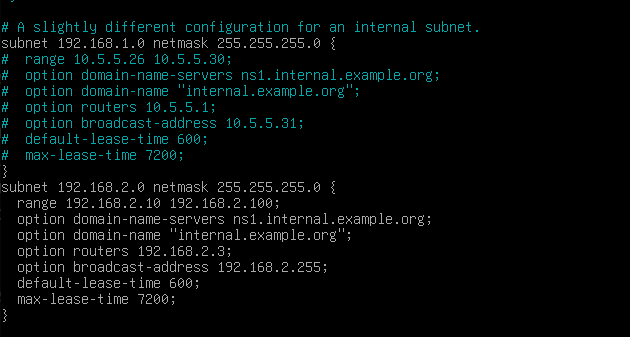 # A slightly different configuration for an internal subnet.
subnet 192.168.1.0 netmask 255.255.255.0 {
#  range 10.5.5.26 10.5.5.30;
#  option domain-name-servers ns1.internal.example.org;
#  option domain-name "internal.example.org";
#  option routers 10.5.5.1;
#  option broadcast-address 10.5.5.31;
#  default-lease-time 600;
#  max-lease-time 7200;
}
subnet 192.168.2.0 netmask 255.255.255.0 {
  range 192.168.2.10 192.168.2.100;
  option domain-name-servers ns1.internal.example.org;
  option domain-name "internal.example.org";
  option routers 192.168.2.3;
  option broadcast-address 192.168.2.255;
  default-lease-time 600;
  max-lease-time 7200;
}